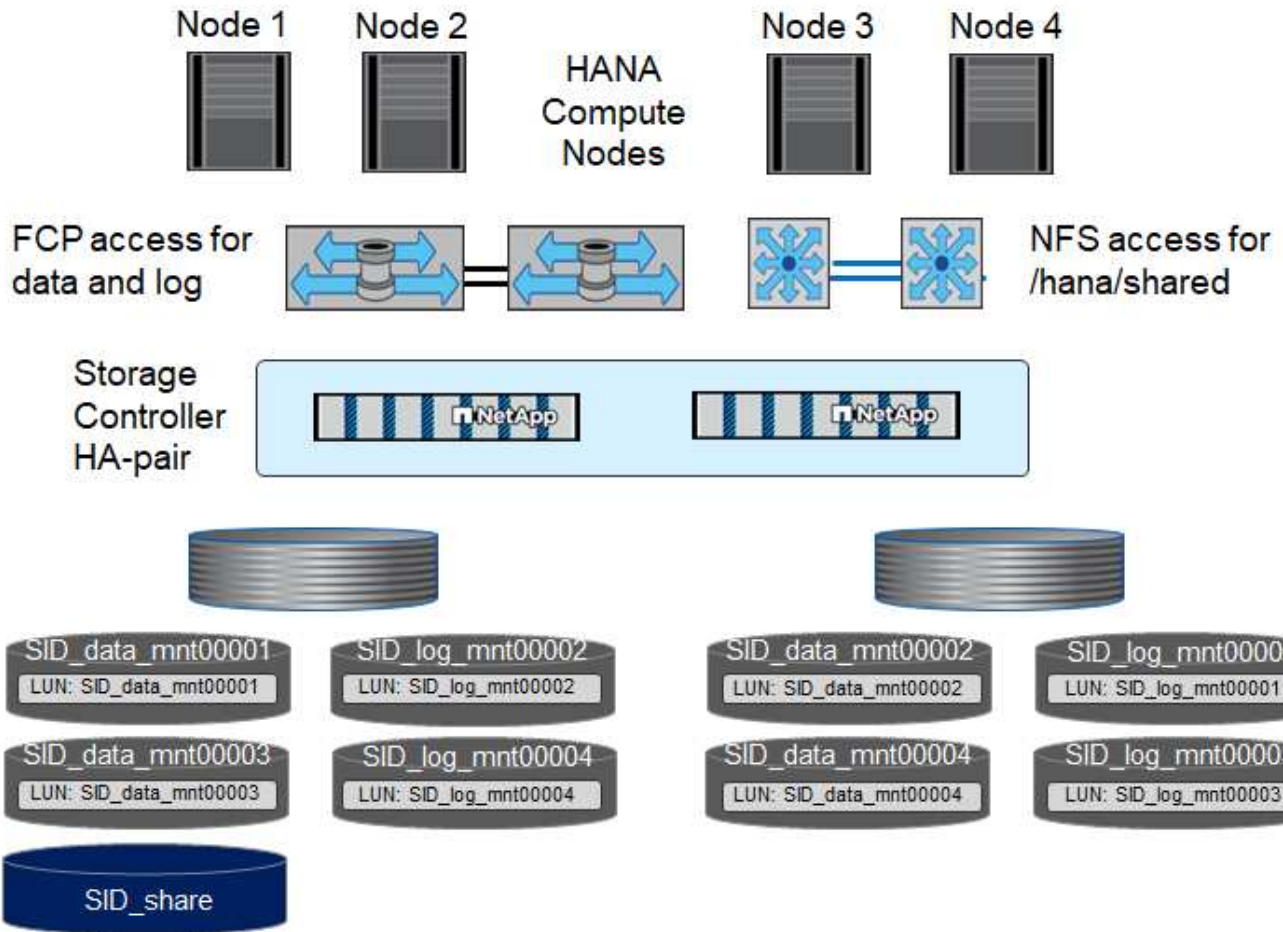 Node 1
Node 2
HANA
Compute
Nodes
Node 3
Node 4
FCP access for
data and log
NFS access for
/hana/shared
Storage
Controller
HA-pair
NetApp
NetApp
SID_data_mnt00001
LUN: SID_data_mnt00001
SID_log_mnt00002
LUN: SID_log_mnt00002
SID_data_mnt00002
LUN: SID_data_mnt00002
SID_log_mnt0000
LUN: SID_log_mnt00001
SID_data_mnt00003
LUN: SID_data_mnt00003
SID_log_mnt00004
LUN: SID_log_mnt00004
SID_data_mnt00004
LUN: SID_data_mnt00004
SID_log_mnt0000
LUN: SID_log_mnt00003
SID_share